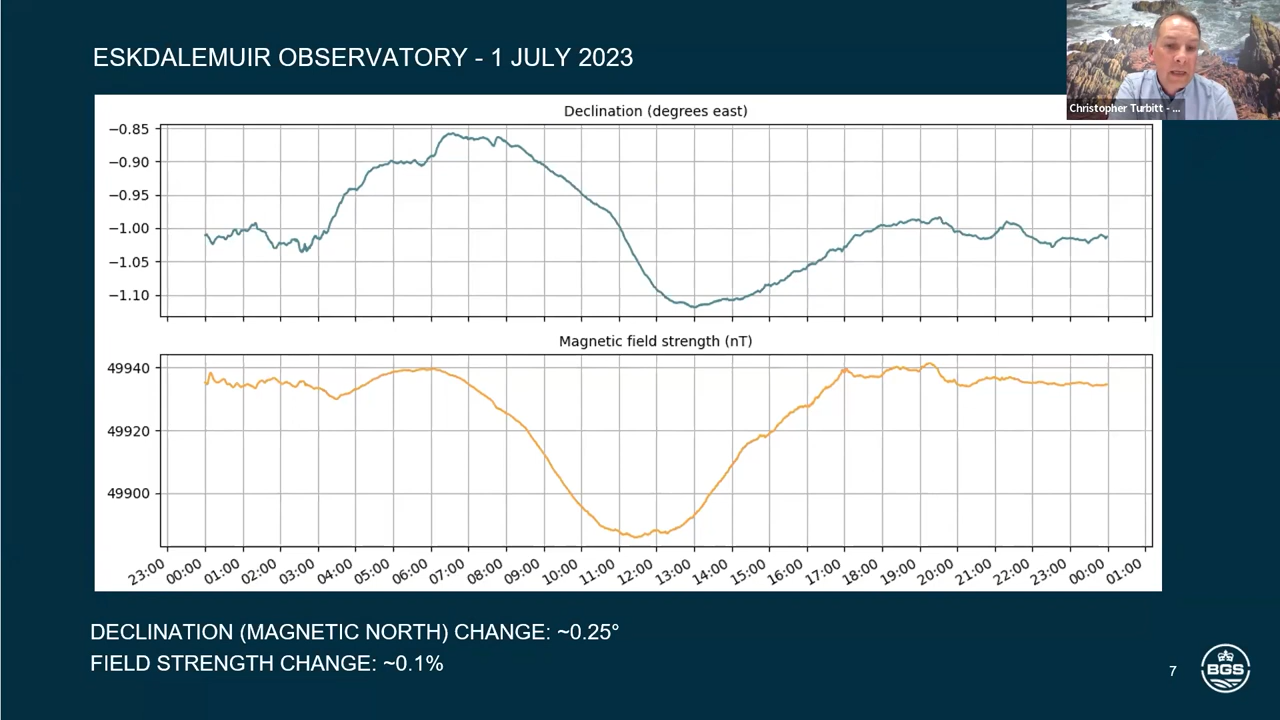 ESKDALEMUIR OBSERVATORY - 1 JULY 2023
Christopher Turbitt - ...
Declination (degrees east)
−0.85
−0.90
−0.95
−1.00
−1.05
−1.10
Magnetic field strength (nT)
49940
49920
49900
23:00 00:00 01:00 02:00 03:00 04:00 05:00 06:00 07:00 08:00 09:00 10:00 11:00 12:00 13:00 14:00 15:00 16:00 17:00 18:00 19:00 20:00 21:00 22:00 23:00 00:00 01:00
DECLINATION (MAGNETIC NORTH) CHANGE: ~0.25°
FIELD STRENGTH CHANGE: ~0.1%
7
BGS